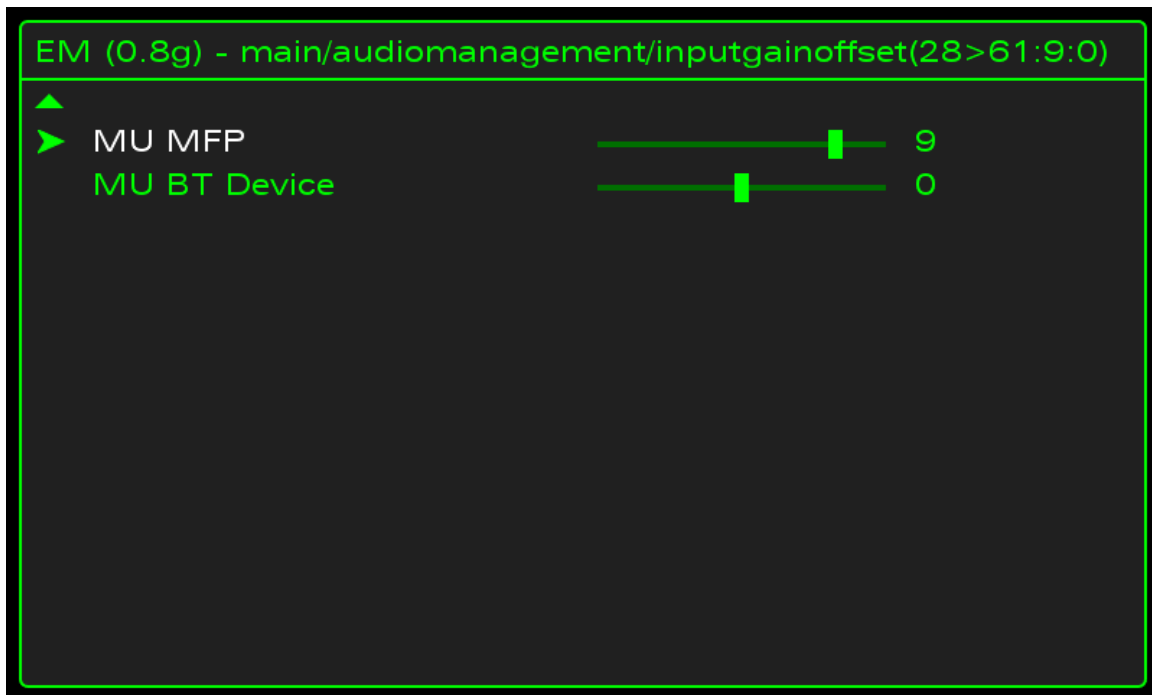 EM (0.8g) - main/audiomanagement/inputgainoffset(28>61:9:0)
MU MFP 9
MU BT Device 0